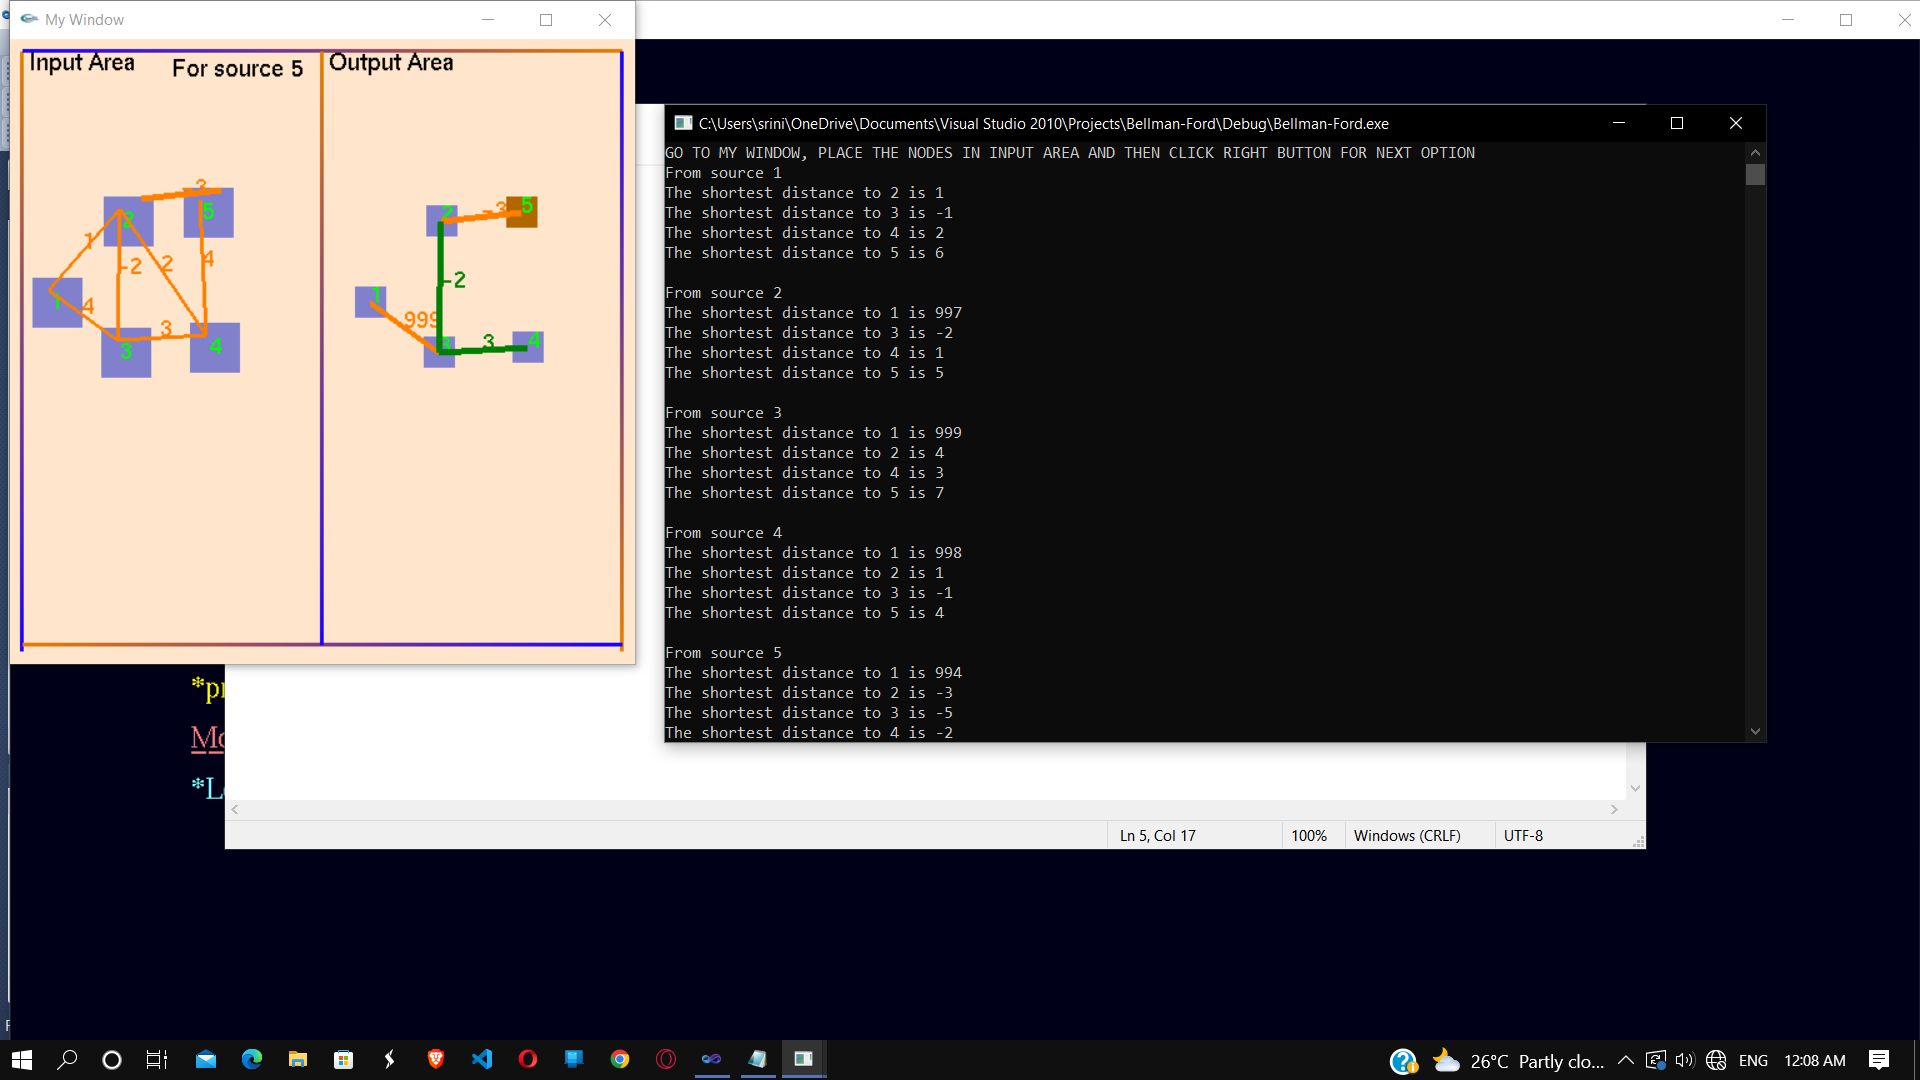 My Window
Input Area
For source 5
Output Area
3
2
5
1
-2
2
4
1
4
3
3
4
2
-3
5
-2
1
999
3
4
C:\Users\srini\OneDrive\Documents\Visual Studio 2010\Projects\Bellman-Ford\Debug\Bellman-Ford.exe
GO TO MY WINDOW, PLACE THE NODES IN INPUT AREA AND THEN CLICK RIGHT BUTTON FOR NEXT OPTION
From source 1
The shortest distance to 2 is 1
The shortest distance to 3 is -1
The shortest distance to 4 is 2
The shortest distance to 5 is 6
From source 2
The shortest distance to 1 is 997
The shortest distance to 3 is -2
The shortest distance to 4 is 1
The shortest distance to 5 is 5
From source 3
The shortest distance to 1 is 999
The shortest distance to 2 is 4
The shortest distance to 4 is 3
The shortest distance to 5 is 7
From source 4
The shortest distance to 1 is 998
The shortest distance to 2 is 1
The shortest distance to 3 is -1
The shortest distance to 5 is 4
From source 5
The shortest distance to 1 is 994
The shortest distance to 2 is -3
The shortest distance to 3 is -5
The shortest distance to 4 is -2
Ln 5, Col 17
100%
Windows (CRLF)
UTF-8
26°C Partly clo...
ENG
12:08 AM